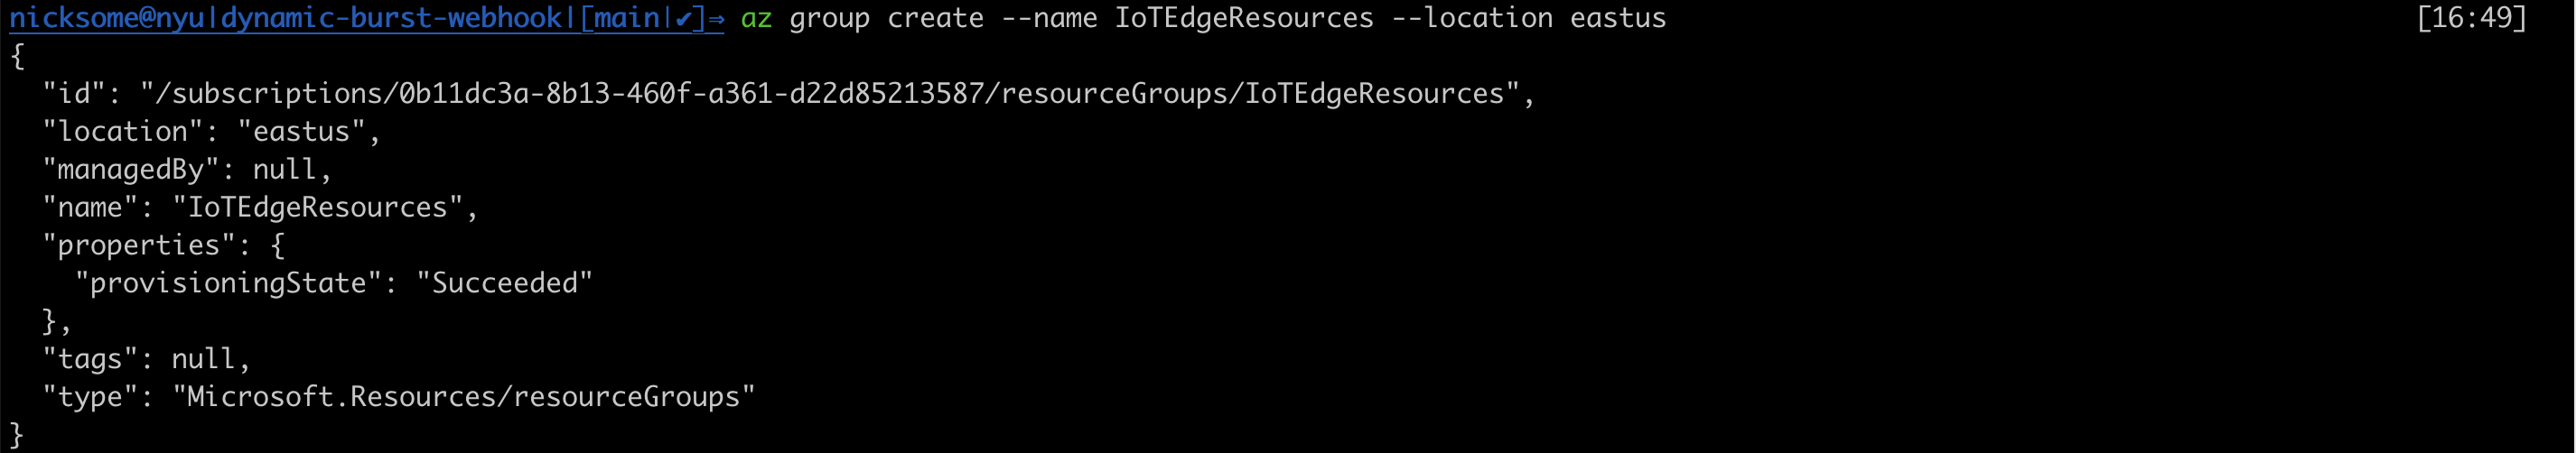 nicksome@nyu|dynamic-burst-webhook|[main|✔]⇒ az group create --name IoTEdgeResources --location eastus [16:49]
{
  "id": "/subscriptions/0b11dc3a-8b13-460f-a361-d22d85213587/resourceGroups/IoTEdgeResources",
  "location": "eastus",
  "managedBy": null,
  "name": "IoTEdgeResources",
  "properties": {
    "provisioningState": "Succeeded"
  },
  "tags": null,
  "type": "Microsoft.Resources/resourceGroups"
}